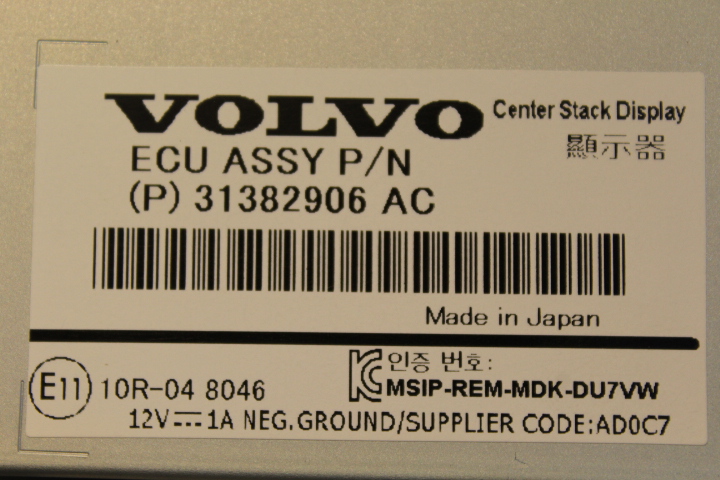 VOLVO Center Stack Display
顯示器
ECU ASSY P/N
(P) 31382906 AC
Made in Japan
E11 10R-04 8046
인증 번호:
MSIP-REM-MDK-DU7VW
12V⎓1A NEG.GROUND/SUPPLIER CODE:AD0C7